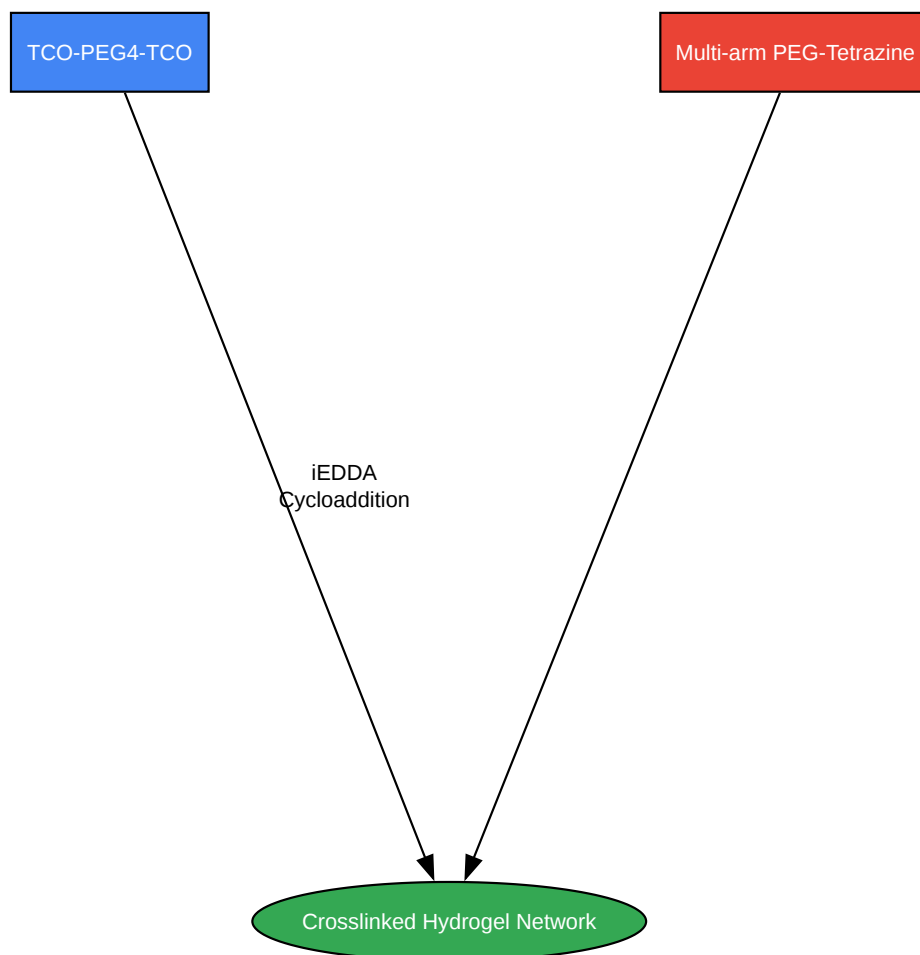 TCO-PEG4-TCO
Multi-arm PEG-Tetrazine
iEDDA
Cycloaddition
Crosslinked Hydrogel Network